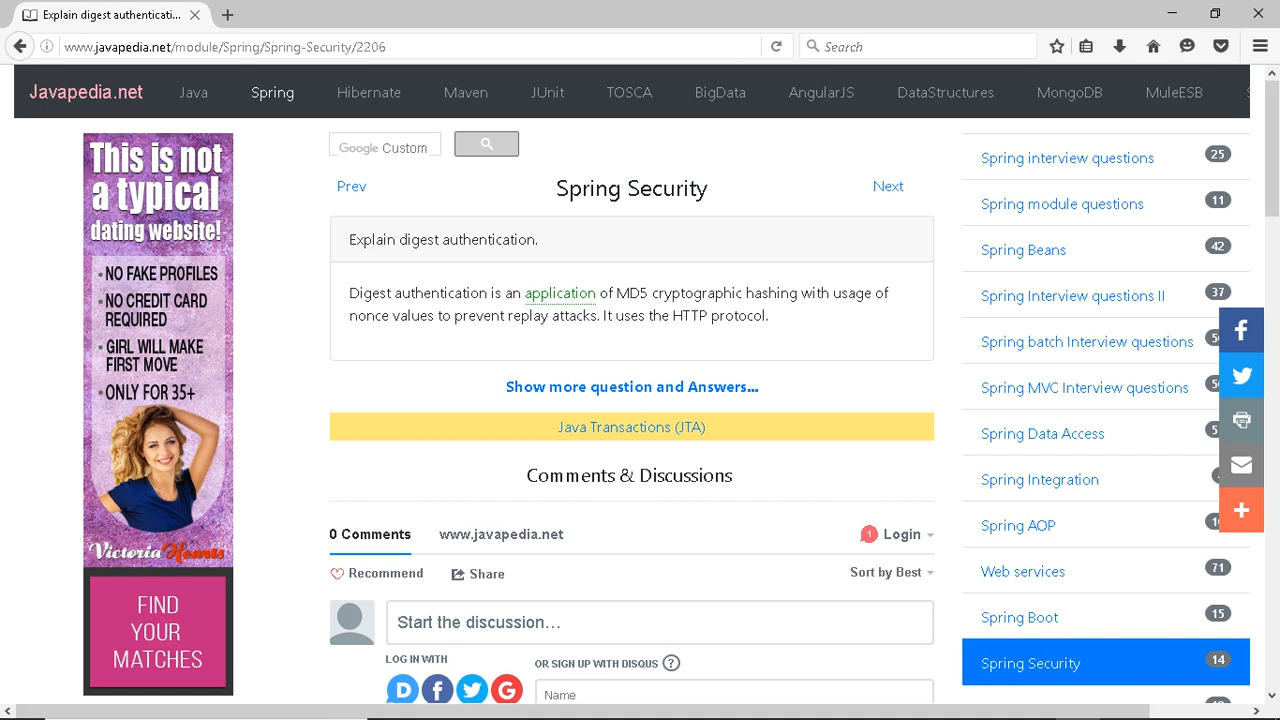 Explain digest authenticati...
www.javapedia.net/module/Spring/Spring-Security/2206
Search
Javapedia.net
Java
Spring
Hibernate
Maven
JUnit
TOSCA
BigData
AngularJS
DataStructures
MongoDB
MuleESB
This is not
a typical
dating website!
• NO FAKE PROFILES
• NO CREDIT CARD
REQUIRED
• GIRL WILL MAKE
FIRST MOVE
• ONLY FOR 35+
VictoriaHearts
FIND
YOUR
MATCHES
Google Custom
Prev
Spring Security
Next
Explain digest authentication.
Digest authentication is an application of MD5 cryptographic hashing with usage of
nonce values to prevent replay attacks. It uses the HTTP protocol.
Show more question and Answers...
Java Transactions (JTA)
Comments & Discussions
0 Comments
www.javapedia.net
1
Login
Recommend
Share
Sort by Best
Start the discussion...
LOG IN WITH
OR SIGN UP WITH DISQUS ?
Name
Spring interview questions 25
Spring module questions 11
Spring Beans 42
Spring Interview questions II 37
Spring batch Interview questions
Spring MVC Interview questions
Spring Data Access
Spring Integration
Spring AOP
Web services 71
Spring Boot 15
Spring Security 14